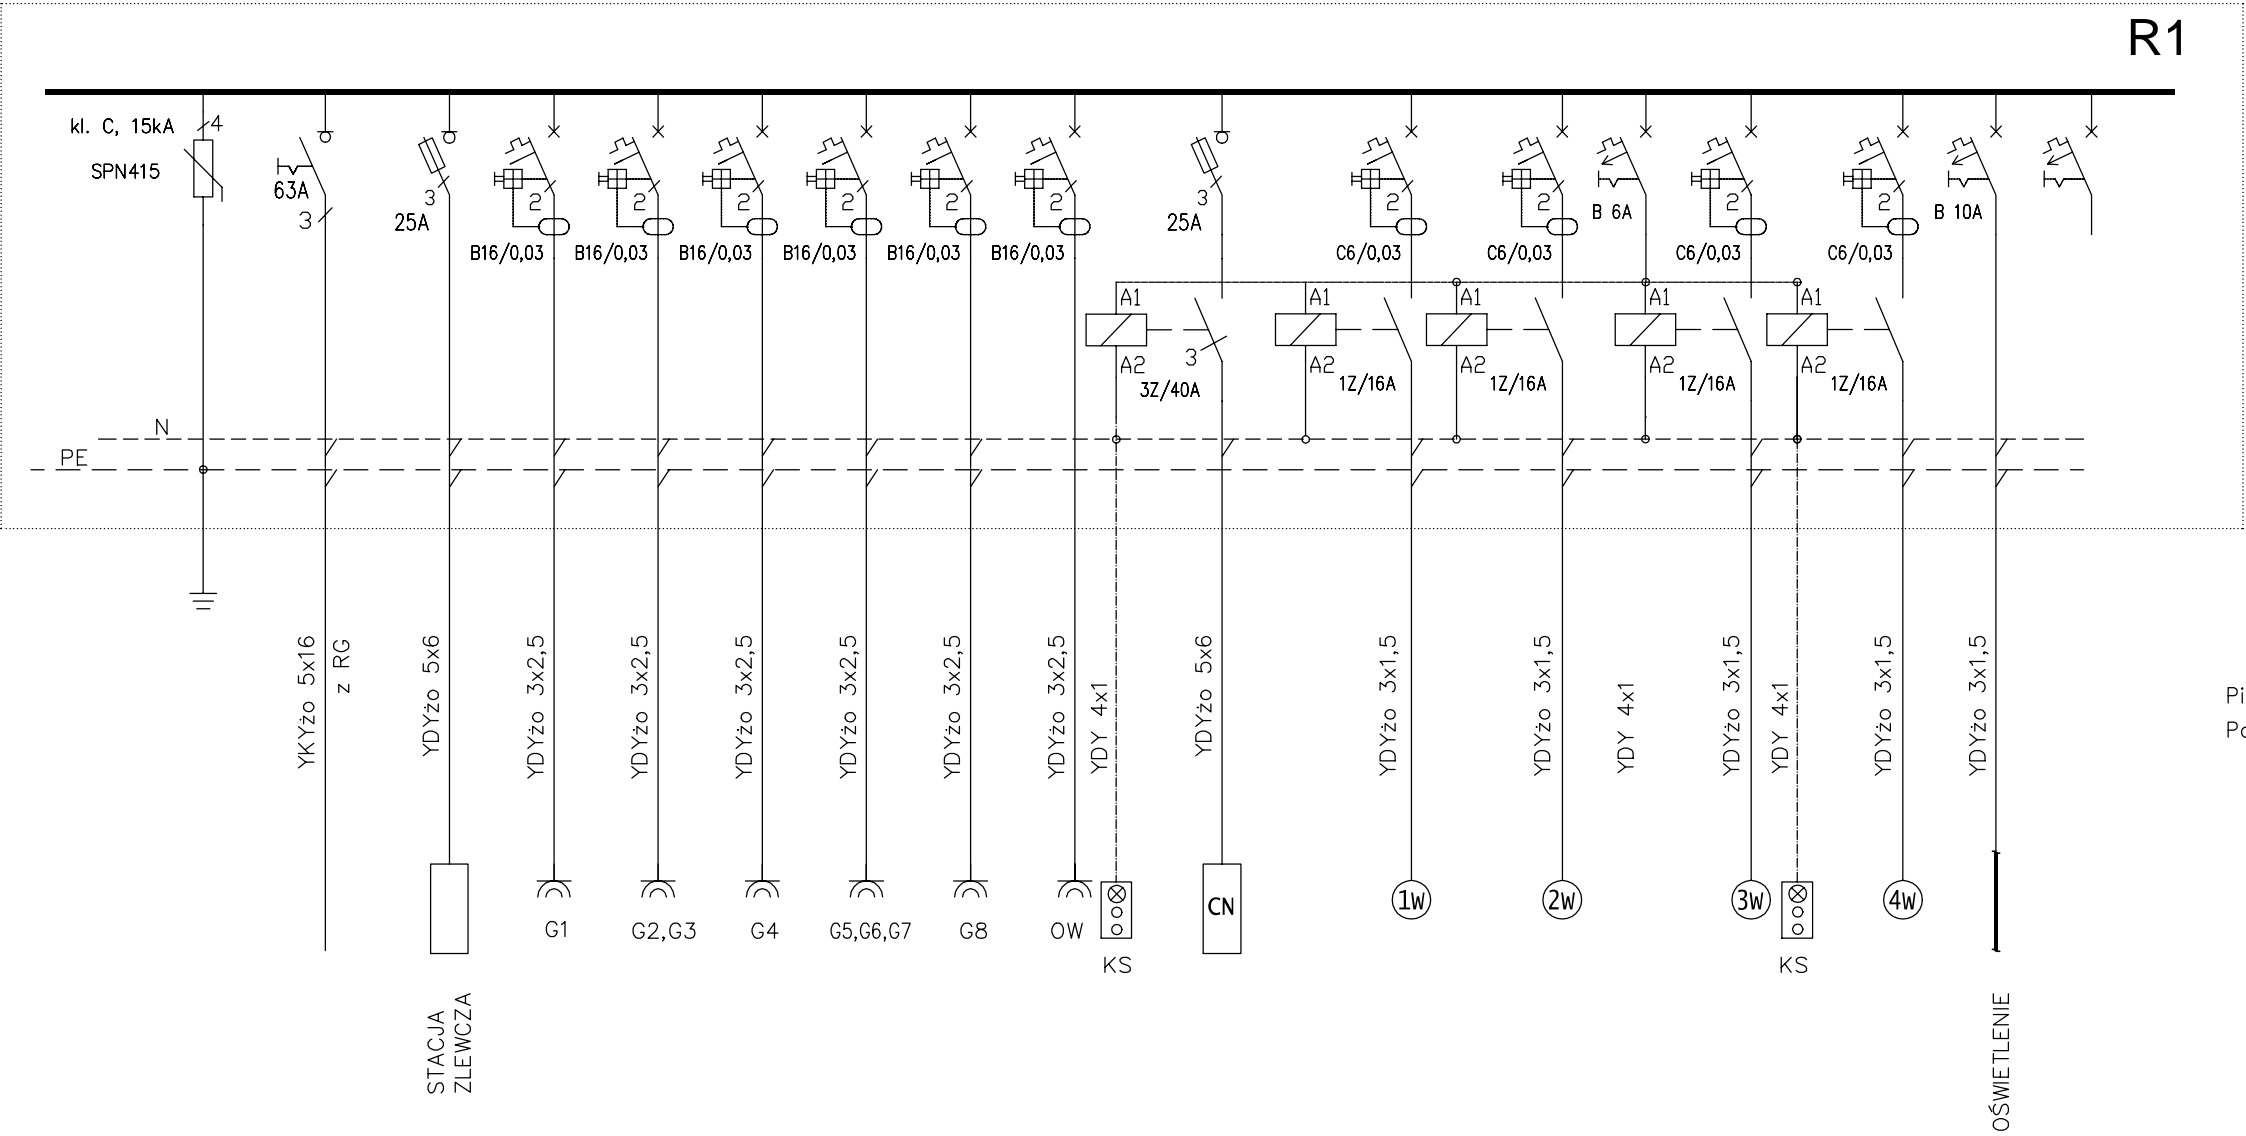 R1
kl. C, 15kA
4
SPN415
63A
3
3
25A
2
B16/0,03
2
B16/0,03
2
B16/0,03
2
B16/0,03
2
B16/0,03
2
B16/0,03
3
25A
2
C6/0,03
2
C6/0,03
B 6A
2
C6/0,03
2
C6/0,03
B 10A
A1
A1
A1
A1
A1
3
A2
A2
A2
A2
A2
3Z/40A
1Z/16A
1Z/16A
1Z/16A
1Z/16A
N
PE
YKYżo 5x16
z RG
YDYżo 5x6
YDYżo 3x2,5
YDYżo 3x2,5
YDYżo 3x2,5
YDYżo 3x2,5
YDYżo 3x2,5
YDYżo 3x2,5
YDY 4x1
YDYżo 5x6
YDYżo 3x1,5
YDYżo 3x1,5
YDY 4x1
YDYżo 3x1,5
YDY 4x1
YDYżo 3x1,5
YDYżo 3x1,5
Pi
CN
1W
2W
3W
4W
G1
G2,G3
G4
G5,G6,G7
G8
OW
KS
KS
STACJA
ZLEWCZA
OŚWIETLENIE